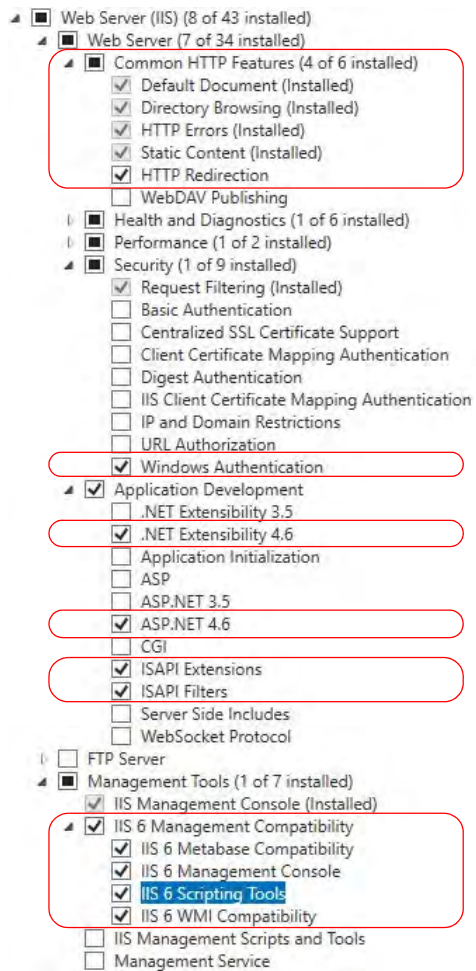 Web Server (IIS) (8 of 43 installed)
Web Server (7 of 34 installed)
Common HTTP Features (4 of 6 installed)
Default Document (Installed)
Directory Browsing (Installed)
HTTP Errors (Installed)
Static Content (Installed)
HTTP Redirection
WebDAV Publishing
Health and Diagnostics (1 of 6 installed)
Performance (1 of 2 installed)
Security (1 of 9 installed)
Request Filtering (Installed)
Basic Authentication
Centralized SSL Certificate Support
Client Certificate Mapping Authentication
Digest Authentication
IIS Client Certificate Mapping Authentication
IP and Domain Restrictions
URL Authorization
Windows Authentication
Application Development
.NET Extensibility 3.5
.NET Extensibility 4.6
Application Initialization
ASP
ASP.NET 3.5
ASP.NET 4.6
CGI
ISAPI Extensions
ISAPI Filters
Server Side Includes
WebSocket Protocol
FTP Server
Management Tools (1 of 7 installed)
IIS Management Console (Installed)
IIS 6 Management Compatibility
IIS 6 Metabase Compatibility
IIS 6 Management Console
IIS 6 Scripting Tools
IIS 6 WMI Compatibility
IIS Management Scripts and Tools
Management Service